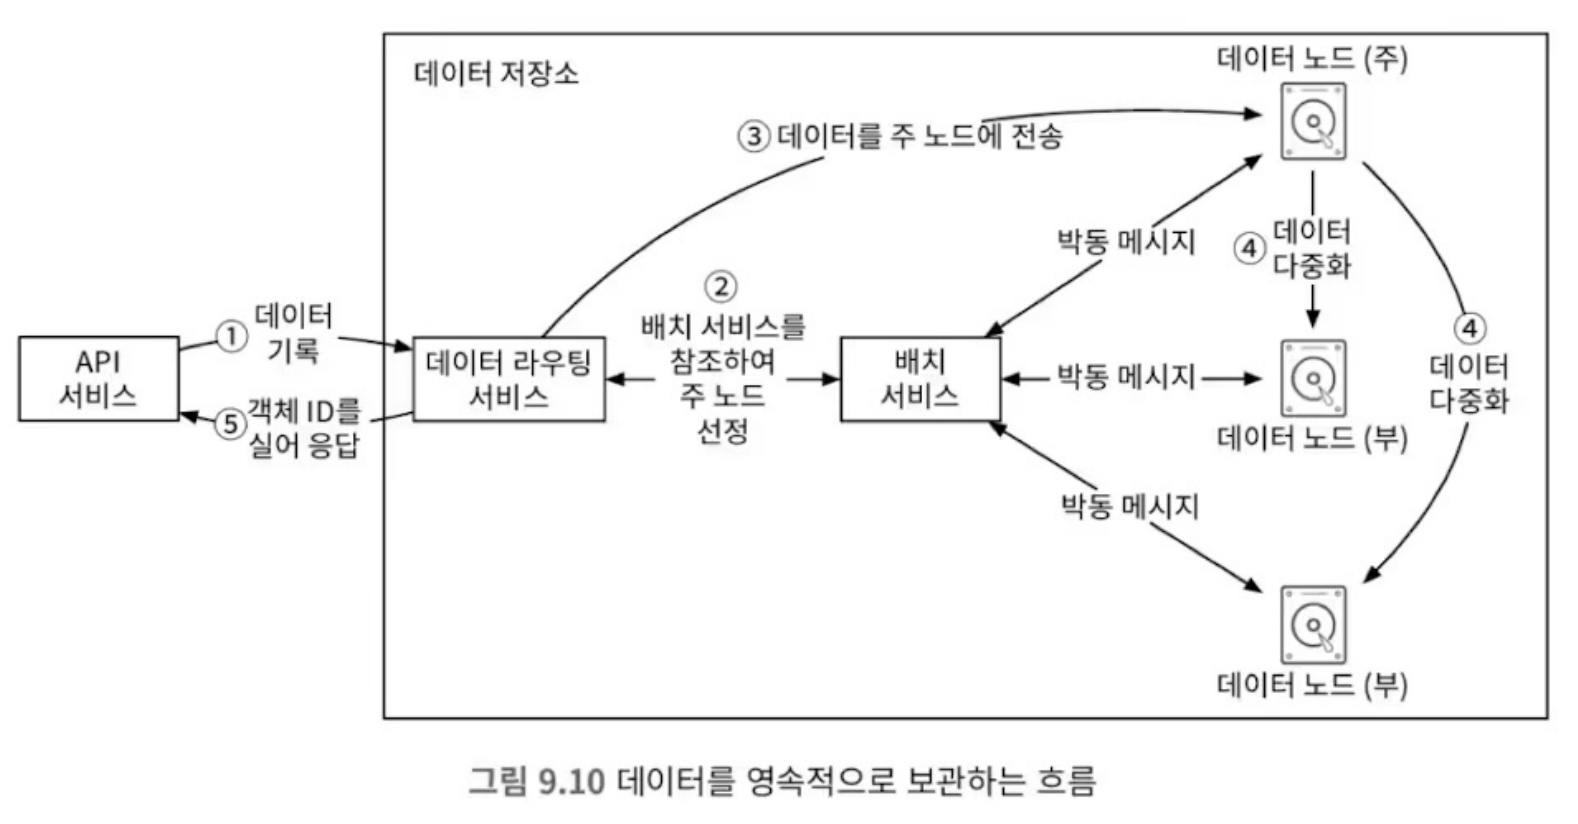 데이터 저장소
데이터 노드 (주)
③ 데이터를 주 노드에 전송
박동 메시지
④ 데이터
다중화
②
배치 서비스를
참조하여
주 노드
선정
① 데이터
기록
API
서비스
데이터 라우팅
서비스
배치
서비스
박동 메시지
④
데이터
다중화
⑤ 객체 ID를
실어 응답
데이터 노드 (부)
박동 메시지
데이터 노드 (부)
그림 9.10 데이터를 영속적으로 보관하는 흐름